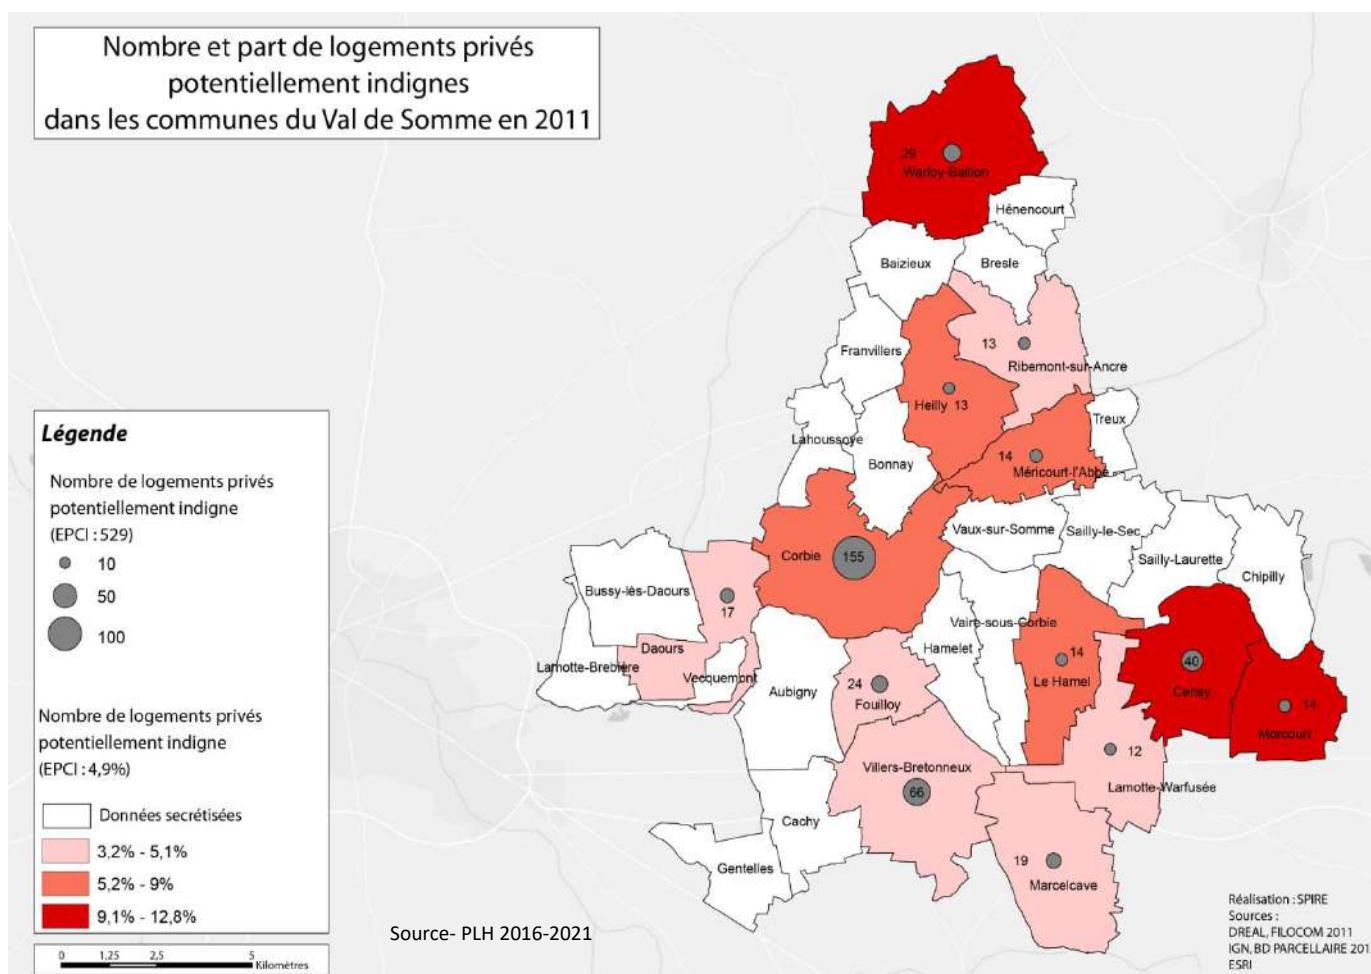 Nombre et part de logements privés
potentiellement indignes
dans les communes du Val de Somme en 2011
29
Warloy-Baillon
Hénencourt
Baizieux
Bresle
Franvillers
13
Ribemont-sur-Ancre
Heilly 13
Treux
Lahoussoye
Bonnay
14
Méricourt-l'Abbé
Corbie
155
Vaux-sur-Somme
Sailly-le-Sec
Sailly-Laurette
Chipilly
Bussy-lès-Daours
17
Vaire-sous-Corbie
Hamelet
Lamotte-Brebière
Daours
Vecquemont
Aubigny
24
Fouilloy
14
Le Hamel
40
Cerisy
14
Morcourt
Villers-Bretonneux
66
12
Lamotte-Warfusée
Cachy
Gentelles
19
Marcelcave
Légende
Nombre de logements privés
potentiellement indigne
(EPCI : 529)
10
50
100
Nombre de logements privés
potentiellement indigne
(EPCI : 4,9%)
Données secrétisées
3,2% - 5,1%
5,2% - 9%
9,1% - 12,8%
0 1,25 2,5 5
Kilomètres
Source- PLH 2016-2021
Réalisation : SPIRE
Sources :
DREAL, FILOCOM 2011
IGN, BD PARCELLAIRE 201
ESRI